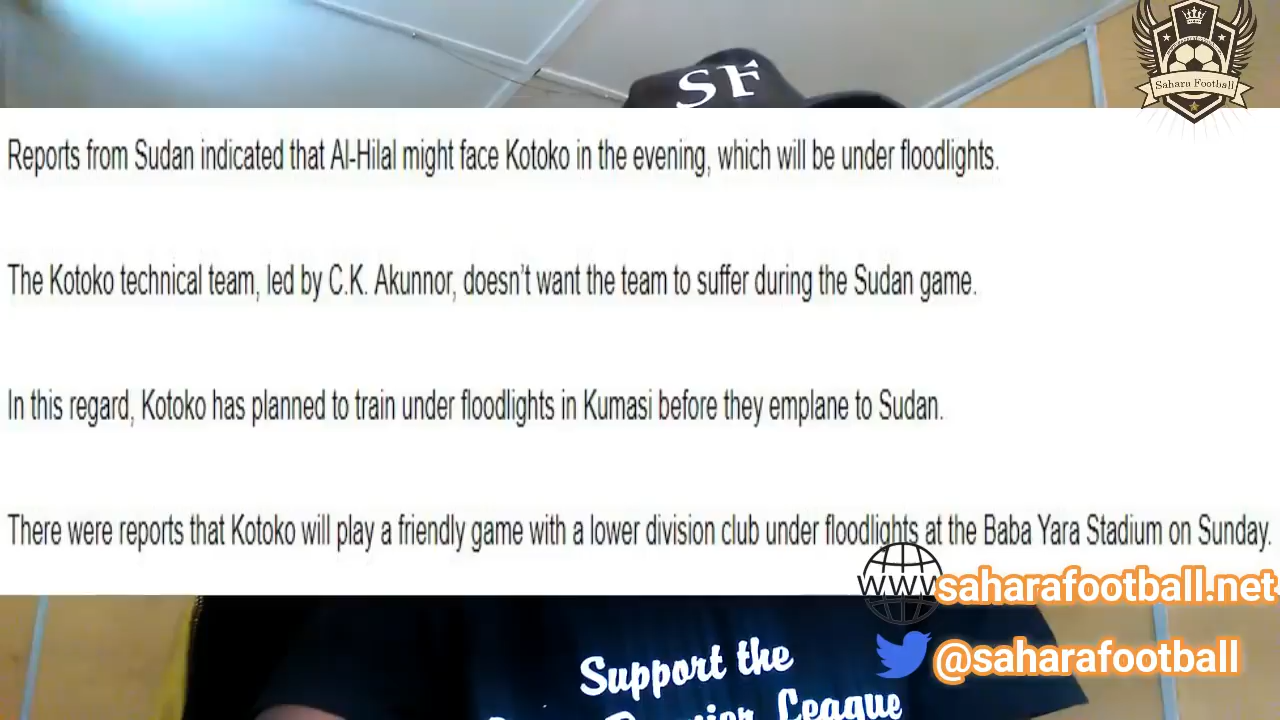 SF
Saharu Football
Reports from Sudan indicated that Al-Hilal might face Kotoko in the evening, which will be under floodlights.
The Kotoko technical team, led by C.K. Akunnor, doesn’t want the team to suffer during the Sudan game.
In this regard, Kotoko has planned to train under floodlights in Kumasi before they emplane to Sudan.
There were reports that Kotoko will play a friendly game with a lower division club under floodlights at the Baba Yara Stadium on Sunday.
www saharafootball.net
@saharafootball
Support the
League